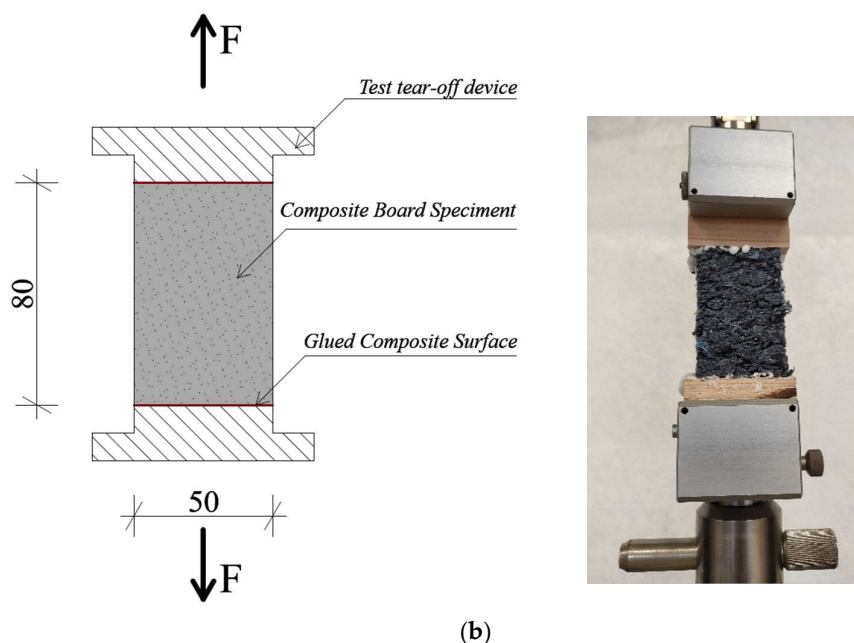 F
Test tear-off device
Composite Board Speciment
80
Glued Composite Surface
50
F
(b)